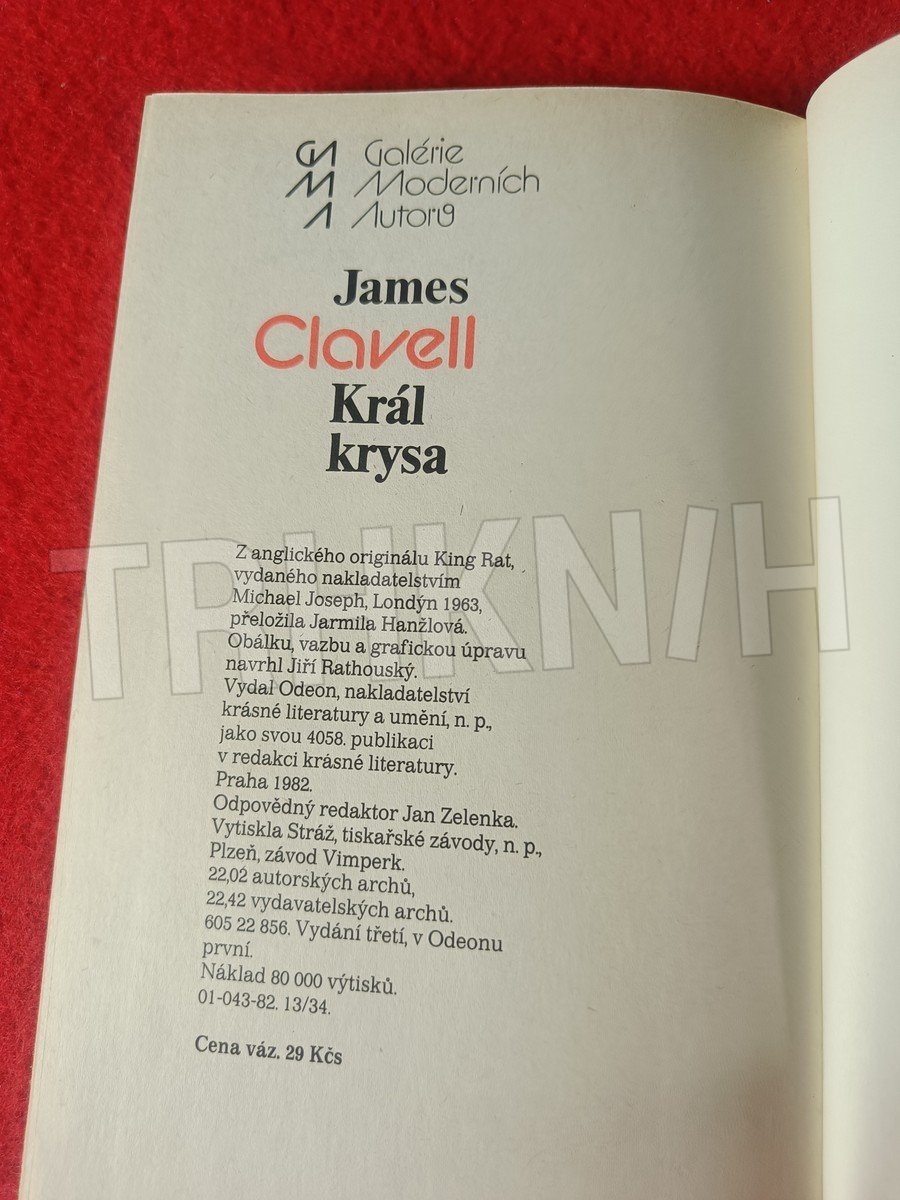 GMA Galérie
Moderních
Autorů
James
Clavell
Král
krysa
Z anglického originálu King Rat,
vydaného nakladatelstvím
Michael Joseph, Londýn 1963,
přeložila Jarmila Hanžlová.
Obálku, vazbu a grafickou úpravu
navrhl Jiří Rathouský.
Vydal Odeon, nakladatelství
krásné literatury a umění, n. p.,
jako svou 4058. publikaci
v redakci krásné literatury.
Praha 1982.
Odpovědný redaktor Jan Zelenka.
Vytiskla Stráž, tiskařské závody, n. p.,
Plzeň, závod Vimperk.
22,02 autorských archů,
22,42 vydavatelských archů.
605 22 856. Vydání třetí, v Odeonu
první.
Náklad 80 000 výtisků.
01-043-82. 13/34.
Cena váz. 29 Kčs